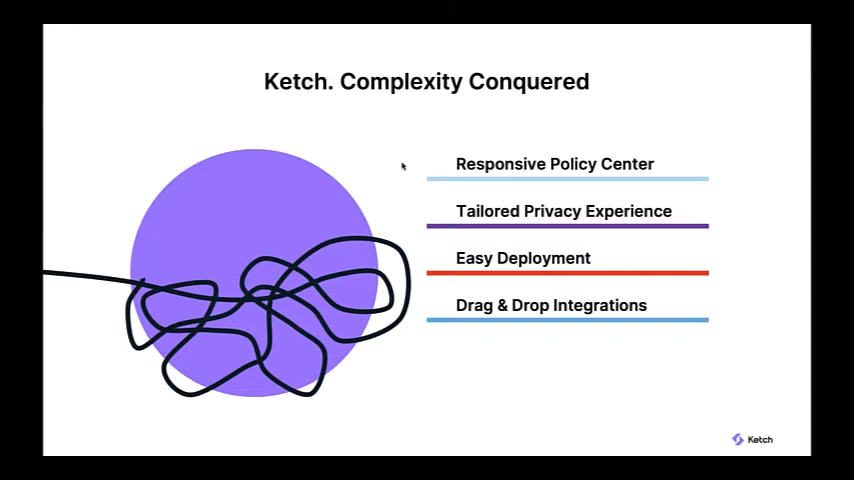 Ketch. Complexity Conquered
Responsive Policy Center
Tailored Privacy Experience
Easy Deployment
Drag & Drop Integrations
Ketch